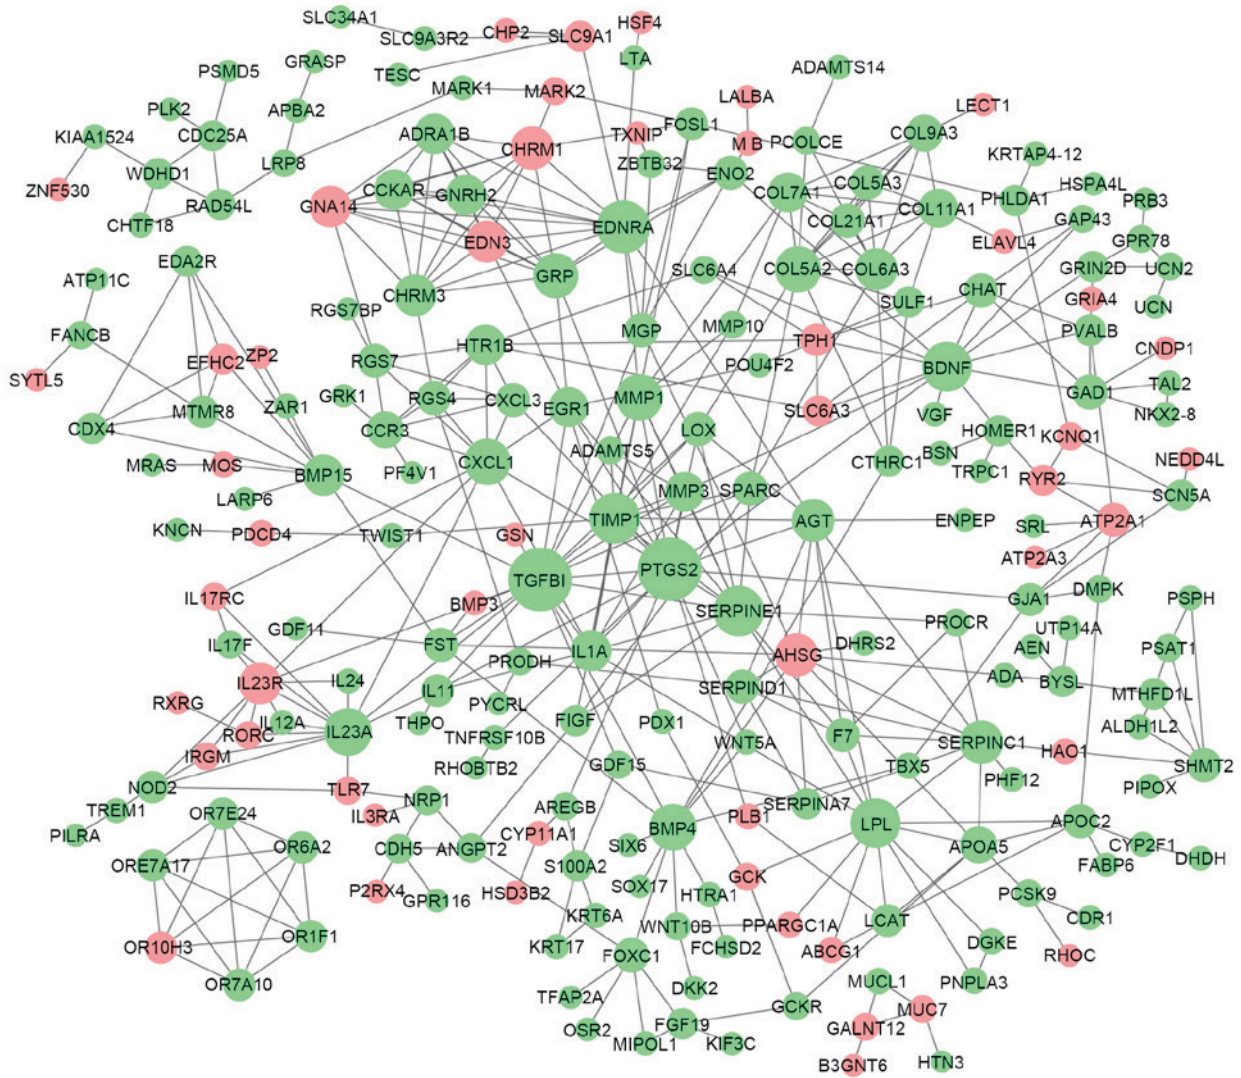 SLC34A1
CHP2
HSF4
SLC9A3R2
SLC9A1
GRASP
LTA
PSMD5
TESC
ADAMTS14
MARK1
MARK2
LALBA
LECT1
PLK2
APBA2
CDC25A
FOSL1
TXNIP
KIAA1524
ADRA1B
CHRM1
M B
PCOLCE
COL9A3
ZBTB32
KRTAP4-12
LRP8
WDHD1
ENO2
ZNF530
CCKAR
GNRH2
COL7A1
COL5A3
PHLDA1
HSPA4L
RAD54L
GNA14
COL21A1
COL11A1
GAP43
PRB3
CHTF18
EDN3
EDNRA
ELAVL4
GPR78
EDA2R
GRP
SLC6A4
COL5A2
COL6A3
GRIN2D
UCN2
ATP11C
CHRM3
CHAT
GRIA4
SULF1
UCN
RGS7BP
MGP
MMP10
PVALB
FANCB
HTR1B
TPH1
EFHC2
ZP2
RGS7
POU4F2
BDNF
CNDP1
SYTL5
GRK1
RGS4
CXCL3
MMP1
GAD1
TAL2
MTMR8
ZAR1
EGR1
SLC6A3
VGF
NKX2-8
CDX4
CCR3
LOX
HOMER1
KCNQ1
ADAMTS5
BSN
MRAS
MOS
BMP15
PF4V1
CXCL1
CTHRC1
TRPC1
NEDD4L
RYR2
LARP6
MMP3
SPARC
SCN5A
KNCN
PDCD4
TWIST1
GSN
TIMP1
AGT
ENPEP
SRL
ATP2A1
ATP2A3
TGFBI
PTGS2
DMPK
IL17RC
BMP3
SERPINE1
GJA1
PSPH
GDF11
PROCR
UTP14A
IL17F
FST
DHRS2
AEN
PSAT1
PRODH
IL1A
AHSG
ADA
IL23R
IL24
IL11
SERPIND1
BYSL
MTHFD1L
RXRG
PYCRL
IL12A
THPO
FIGF
PDX1
ALDH1L2
RORC
IL23A
TNFRSF10B
WNT5A
F7
SERPINC1
HAO1
IRGM
RHOBTB2
GDF15
TBX5
SHMT2
NOD2
TLR7
PHF12
PIPOX
TREM1
IL3RA
NRP1
AREGB
SERPINA7
PILRA
OR7E24
CYP11A1
BMP4
PLB1
LPL
APOC2
ORE7A17
OR6A2
CDH5
ANGPT2
SIX6
APOA5
CYP2F1
S100A2
FABP6
DHDH
P2RX4
HSD3B2
SOX17
HTRA1
GCK
PCSK9
GPR116
KRT6A
CDR1
OR10H3
OR1F1
KRT17
WNT10B
PPARGC1A
LCAT
DGKE
FOXC1
FCHSD2
ABCG1
RHOC
OR7A10
MUCL1
PNPLA3
TFAP2A
DKK2
GCKR
MUC7
OSR2
FGF19
GALNT12
MIPOL1
KIF3C
B3GNT6
HTN3